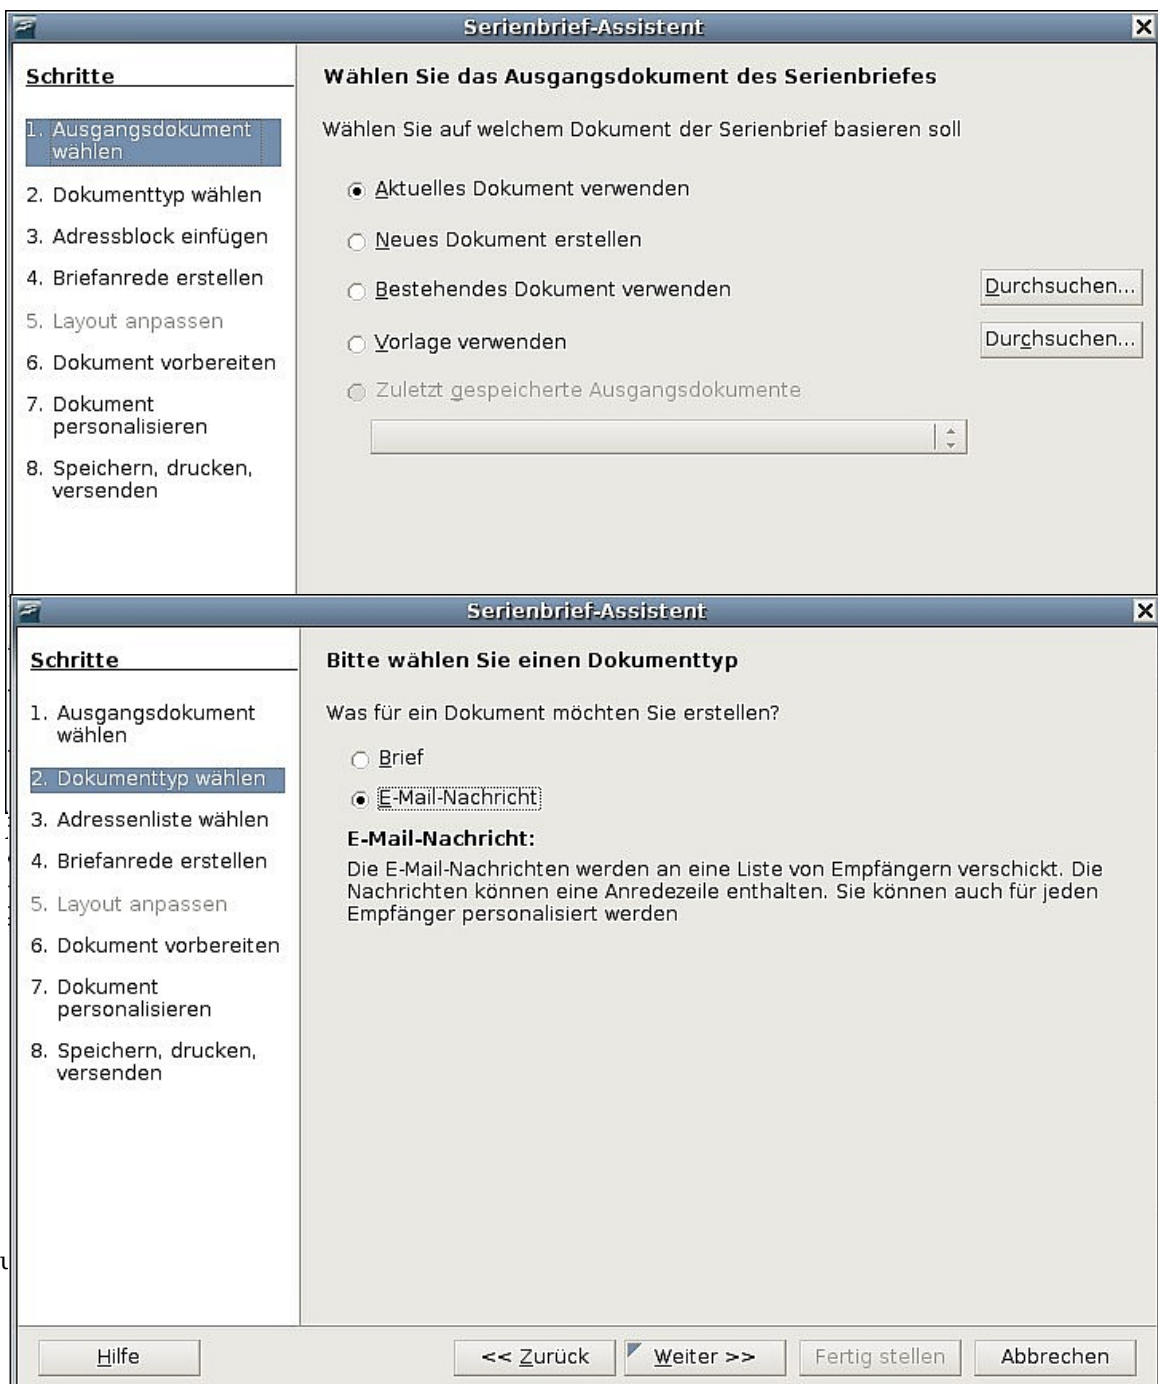 Serienbrief-Assistent
Schritte
1. Ausgangsdokument
wählen
2. Dokumenttyp wählen
3. Adressblock einfügen
4. Briefanrede erstellen
5. Layout anpassen
6. Dokument vorbereiten
7. Dokument
personalisieren
8. Speichern, drucken,
versenden
Wählen Sie das Ausgangsdokument des Serienbriefes
Wählen Sie auf welchem Dokument der Serienbrief basieren soll
Aktuelles Dokument verwenden
Neues Dokument erstellen
Bestehendes Dokument verwenden
Durchsuchen...
Vorlage verwenden
Durchsuchen...
Zuletzt gespeicherte Ausgangsdokumente
Serienbrief-Assistent
Schritte
1. Ausgangsdokument
wählen
2. Dokumenttyp wählen
3. Adressenliste wählen
4. Briefanrede erstellen
5. Layout anpassen
6. Dokument vorbereiten
7. Dokument
personalisieren
8. Speichern, drucken,
versenden
Bitte wählen Sie einen Dokumenttyp
Was für ein Dokument möchten Sie erstellen?
Brief
E-Mail-Nachricht
E-Mail-Nachricht:
Die E-Mail-Nachrichten werden an eine Liste von Empfängern verschickt. Die
Nachrichten können eine Anredezeile enthalten. Sie können auch für jeden
Empfänger personalisiert werden
Hilfe
<< Zurück
Weiter >>
Fertig stellen
Abbrechen